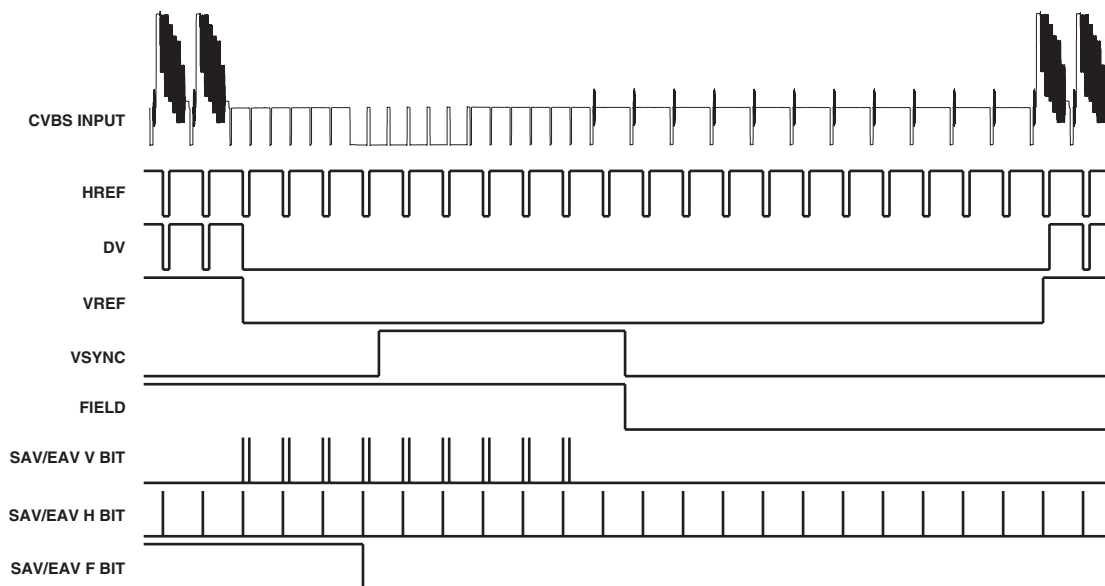 CVBS INPUT
HREF
DV
VREF
VSYNC
FIELD
SAV/EAV V BIT
SAV/EAV H BIT
SAV/EAV F BIT